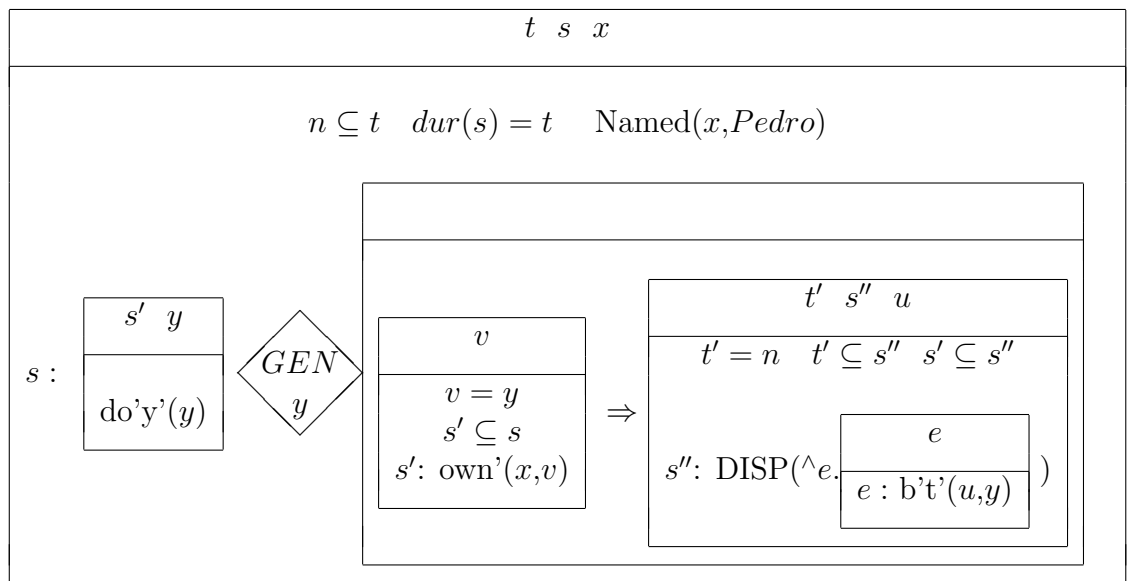 t s x
n ⊆ t dur(s) = t Named(x,Pedro)
s :
s′ y
do'y'(y)
GEN
y
v
v = y
s′ ⊆ s
s′: own'(x,v)
⇒
t′ s″ u
t′ = n t′ ⊆ s″ s′ ⊆ s″
s″: DISP(^e. )
e
e : b't'(u,y)